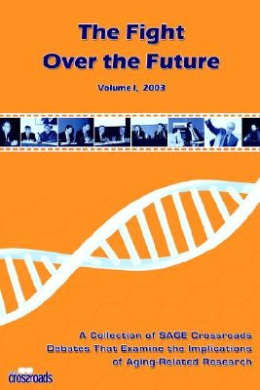 The Fight
Over the Future
Volume I, 2003
A Collection of SAGE Crossroads
Debates That Examine the Implications
of Aging-Related Research
SAGE
crossroads